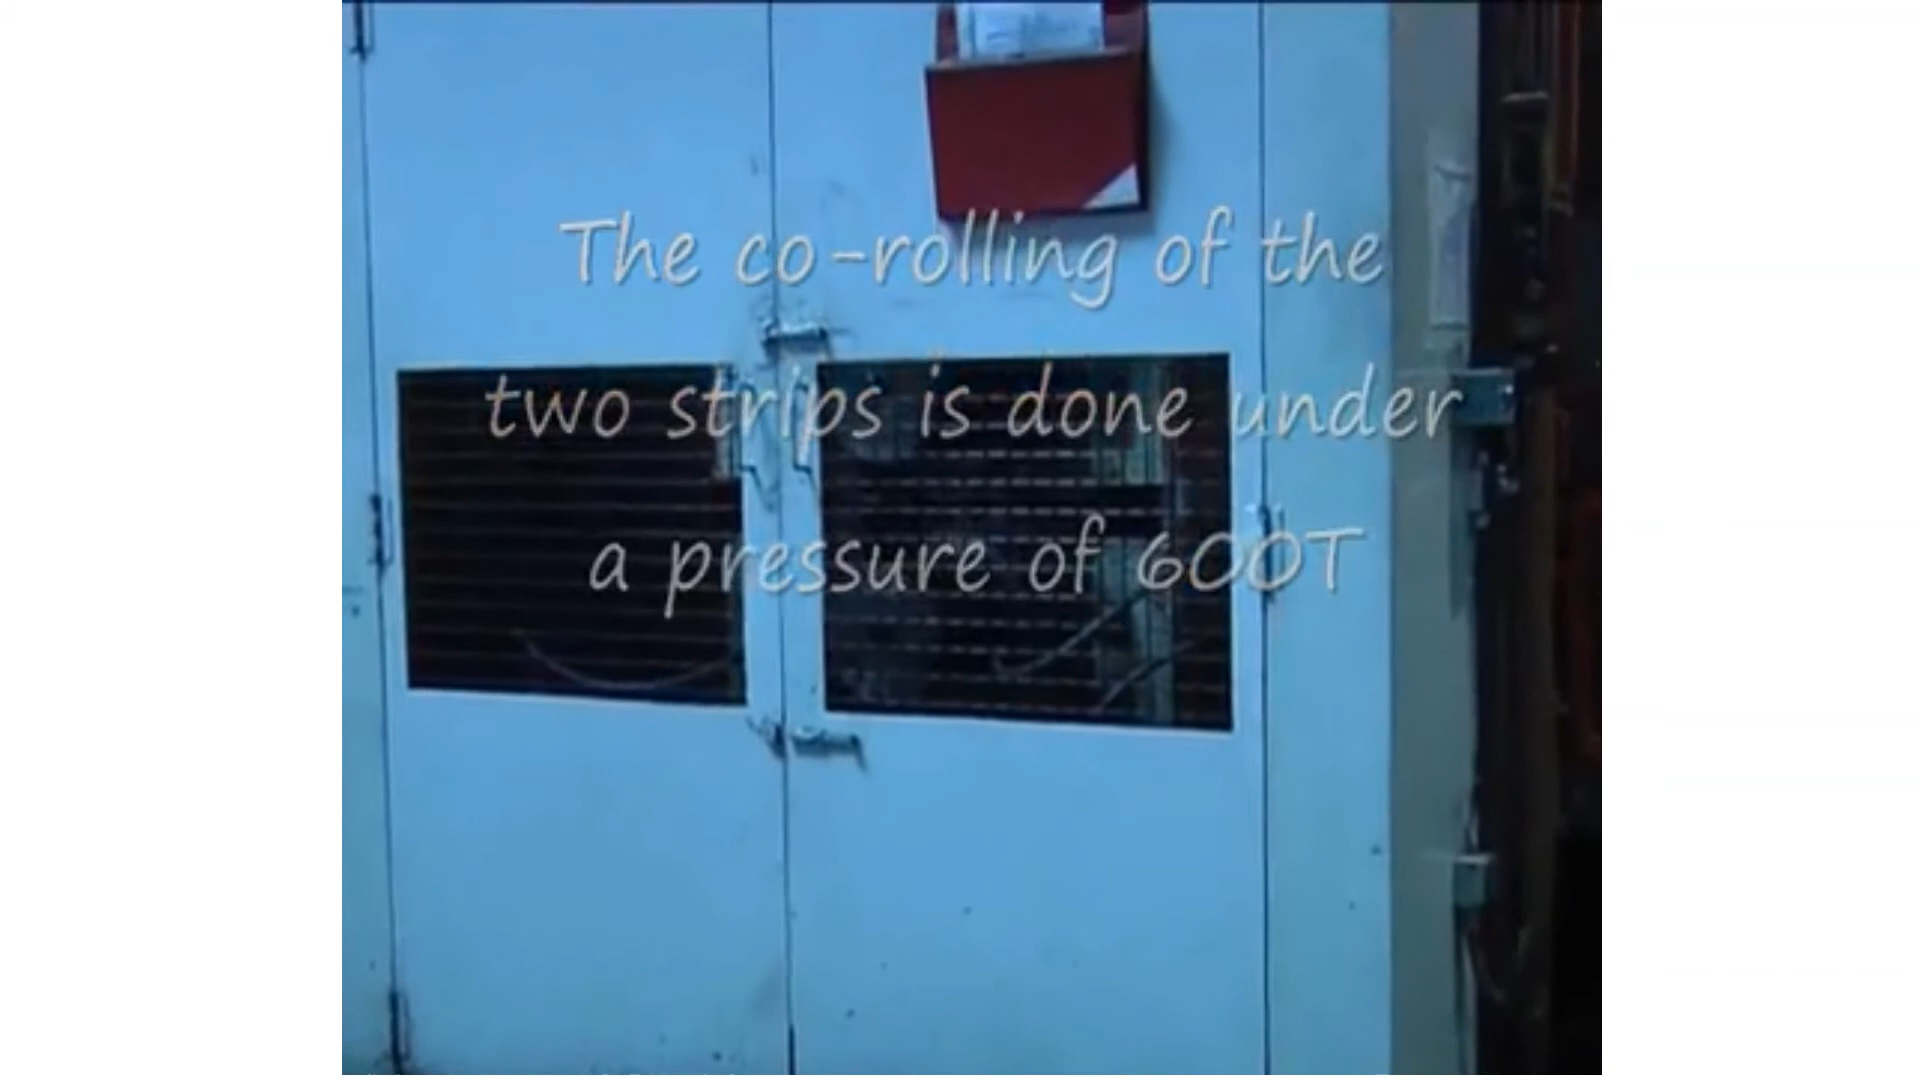 The co-rolling of the
two strips is done under
a pressure of 600T